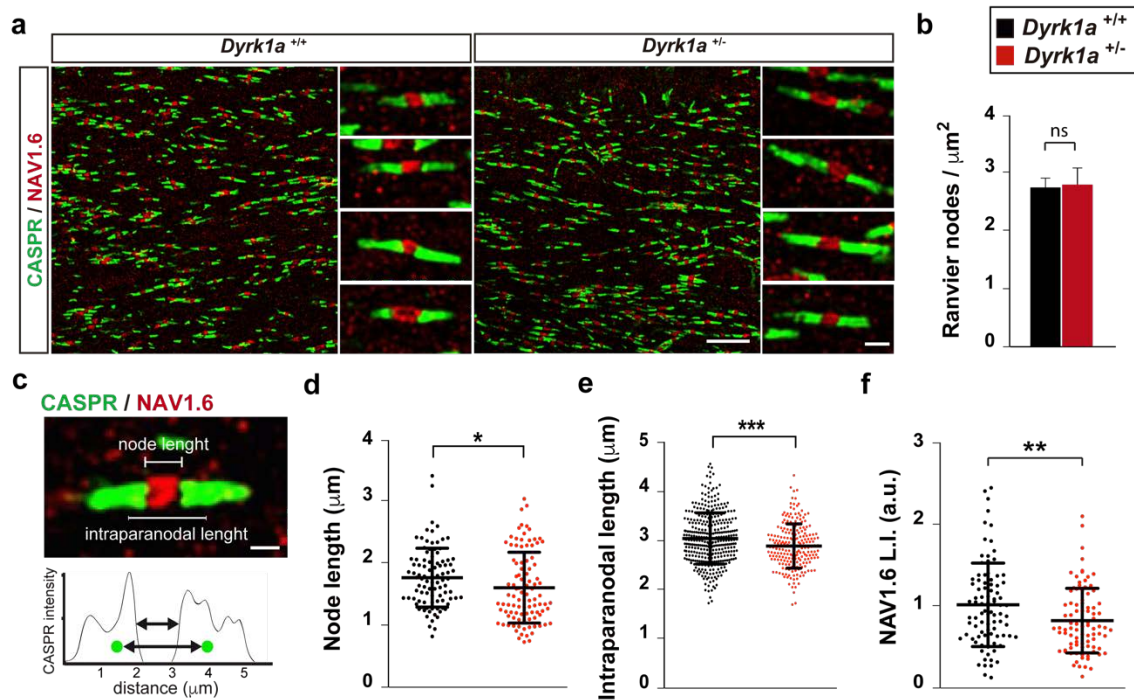 a
Dyrk1a +/+
Dyrk1a +/-
CASPR / NAV1.6
b
Dyrk1a +/+
Dyrk1a +/-
Ranvier nodes / μm2
4
3
2
1
0
ns
c
CASPR / NAV1.6
node lenght
intraparanodal lenght
CASPR intensity
1 2 3 4 5
distance (μm)
d
Node length (μm)
4
3
2
1
0
*
e
Intraparanodal length (μm)
5
4
3
2
1
0
***
f
NAV1.6 L.I. (a.u.)
3
2
1
0
**